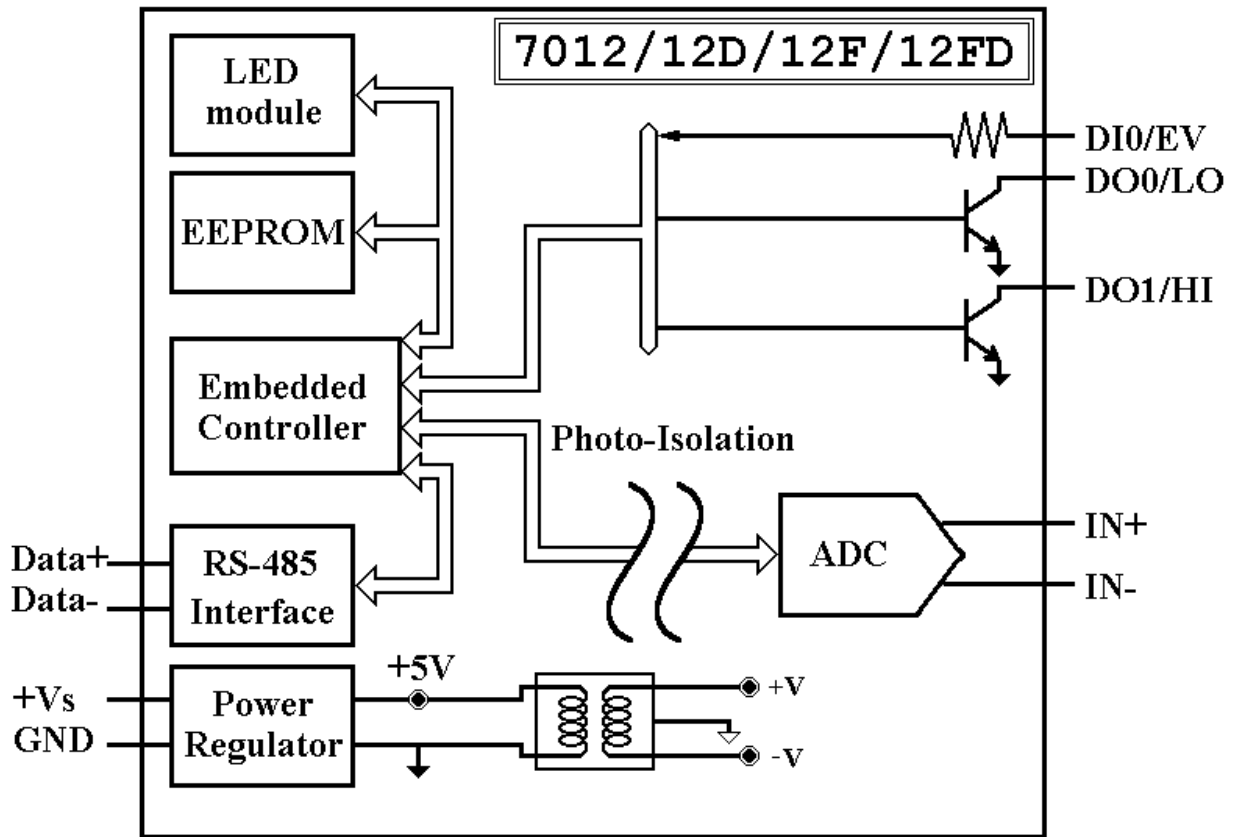 7012/12D/12F/12FD
LED
module
EEPROM
Embedded
Controller
RS-485
Interface
Power
Regulator
Data+
Data-
+Vs
GND
+5V
Photo-Isolation
ADC
+V
-V
DI0/EV
DO0/LO
DO1/HI
IN+
IN-